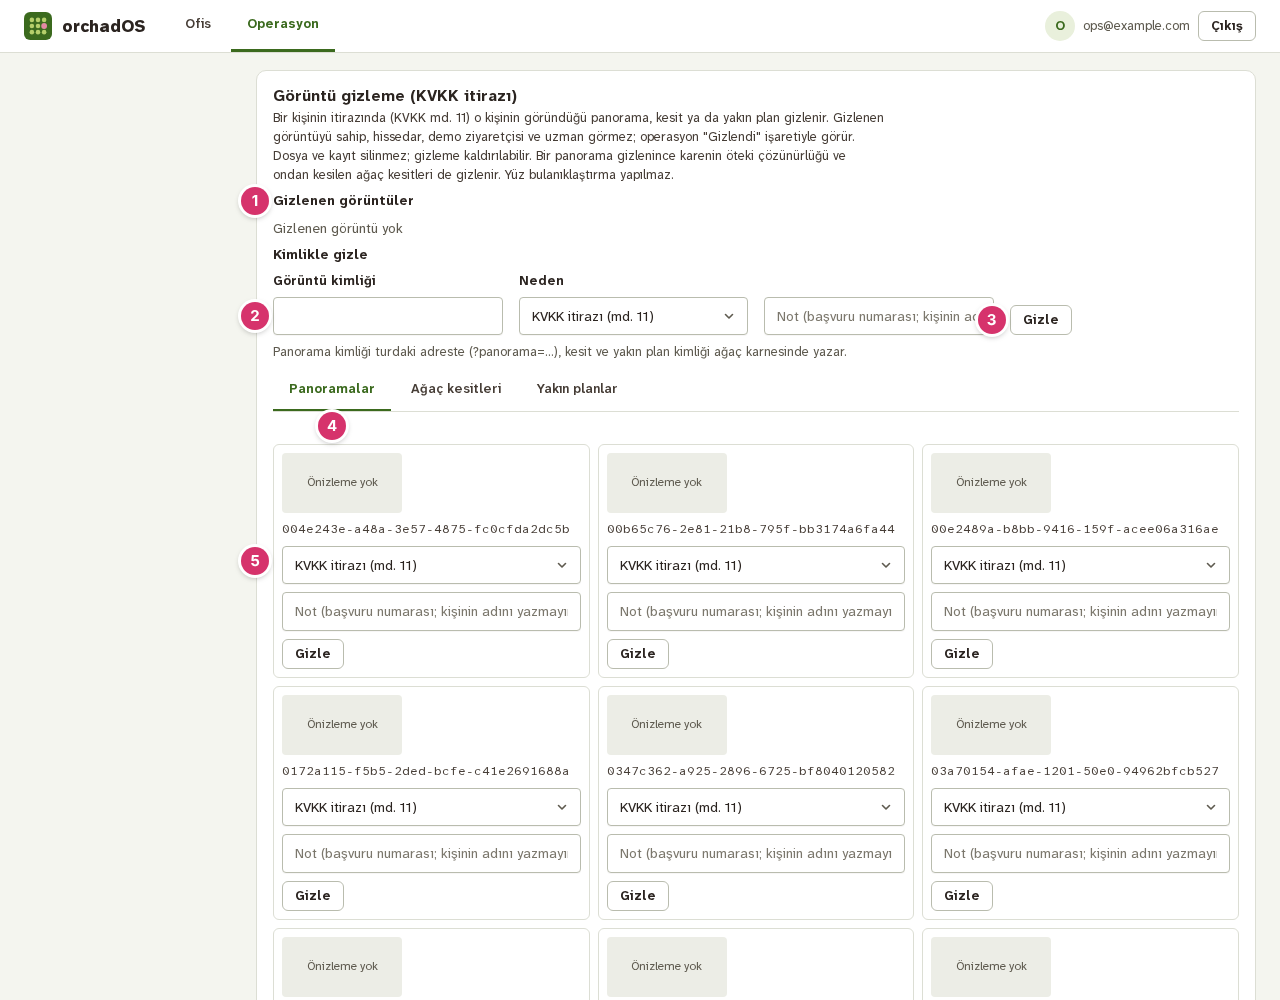 orchadOS
Ofis
Operasyon
O
ops@example.com
Çıkış
Görüntü gizleme (KVKK itirazı)
Bir kişinin itirazında (KVKK md. 11) o kişinin göründüğü panorama, kesit ya da yakın plan gizlenir. Gizlenen
görüntüyü sahip, hissedar, demo ziyaretçisi ve uzman görmez; operasyon "Gizlendi" işaretiyle görür.
Dosya ve kayıt silinmez; gizleme kaldırılabilir. Bir panorama gizlenince karenin öteki çözünürlüğü ve
ondan kesilen ağaç kesitleri de gizlenir. Yüz bulanıklaştırma yapılmaz.
1
Gizlenen görüntüler
Gizlenen görüntü yok
Kimlikle gizle
Görüntü kimliği
Neden
2
KVKK itirazı (md. 11)
Not (başvuru numarası; kişinin
3
Gizle
Panorama kimliği turdaki adreste (?panorama=...), kesit ve yakın plan kimliği ağaç karnesinde yazar.
Panoramalar
Ağaç kesitleri
Yakın planlar
4
Önizleme yok
Önizleme yok
Önizleme yok
004e243e-a48a-3e57-4875-fc0cfda2dc5b
00b65c76-2e81-21b8-795f-bb3174a6fa44
00e2489a-b8bb-9416-159f-acee06a316ae
5
KVKK itirazı (md. 11)
KVKK itirazı (md. 11)
KVKK itirazı (md. 11)
Not (başvuru numarası; kişinin adını yazmayı
Not (başvuru numarası; kişinin adını yazmayı
Not (başvuru numarası; kişinin adını yazmayı
Gizle
Gizle
Gizle
Önizleme yok
Önizleme yok
Önizleme yok
0172a115-f5b5-2ded-bcfe-c41e2691688a
0347c362-a925-2896-6725-bf8040120582
03a70154-afae-1201-50e0-94962bfcb527
KVKK itirazı (md. 11)
KVKK itirazı (md. 11)
KVKK itirazı (md. 11)
Not (başvuru numarası; kişinin adını yazmayı
Not (başvuru numarası; kişinin adını yazmayı
Not (başvuru numarası; kişinin adını yazmayı
Gizle
Gizle
Gizle
Önizleme yok
Önizleme yok
Önizleme yok